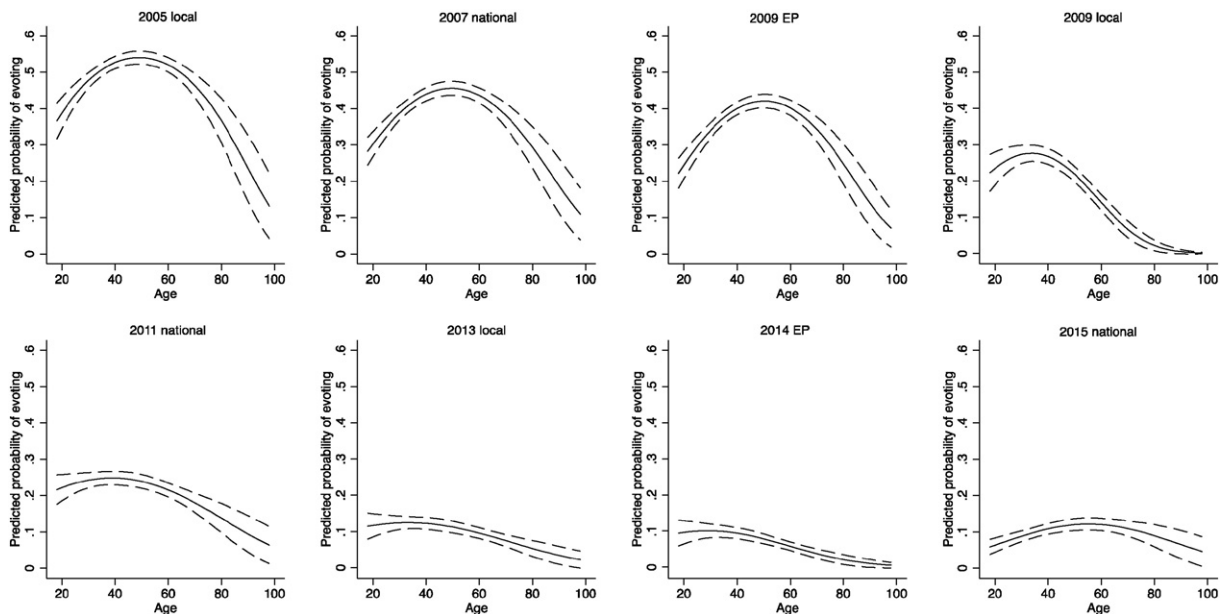 2005 local
Predicted probability of evoting
.6
.5
.4
.3
.2
.1
0
20 40 60 80 100
Age
2007 national
Predicted probability of evoting
.6
.5
.4
.3
.2
.1
0
20 40 60 80 100
Age
2009 EP
Predicted probability of evoting
.6
.5
.4
.3
.2
.1
0
20 40 60 80 100
Age
2009 local
Predicted probability of evoting
.6
.5
.4
.3
.2
.1
0
20 40 60 80 100
Age
2011 national
Predicted probability of evoting
.6
.5
.4
.3
.2
.1
0
20 40 60 80 100
Age
2013 local
Predicted probability of evoting
.6
.5
.4
.3
.2
.1
0
20 40 60 80 100
Age
2014 EP
Predicted probability of evoting
.6
.5
.4
.3
.2
.1
0
20 40 60 80 100
Age
2015 national
Predicted probability of evoting
.6
.5
.4
.3
.2
.1
0
20 40 60 80 100
Age